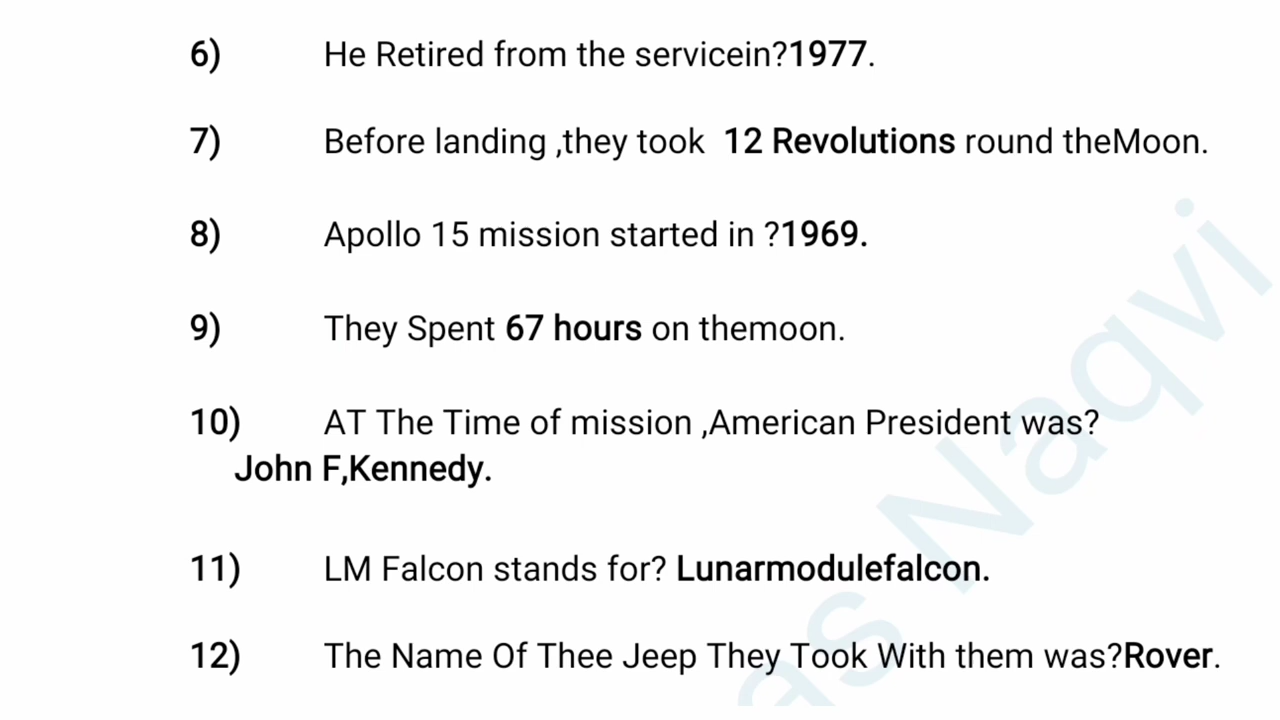 6) He Retired from the servicein?1977.
7) Before landing ,they took 12 Revolutions round theMoon.
8) Apollo 15 mission started in ?1969.
9) They Spent 67 hours on themoon.
10) AT The Time of mission ,American President was?
John F,Kennedy.
11) LM Falcon stands for? Lunarmodulefalcon.
12) The Name Of Thee Jeep They Took With them was?Rover.
as Naqvi